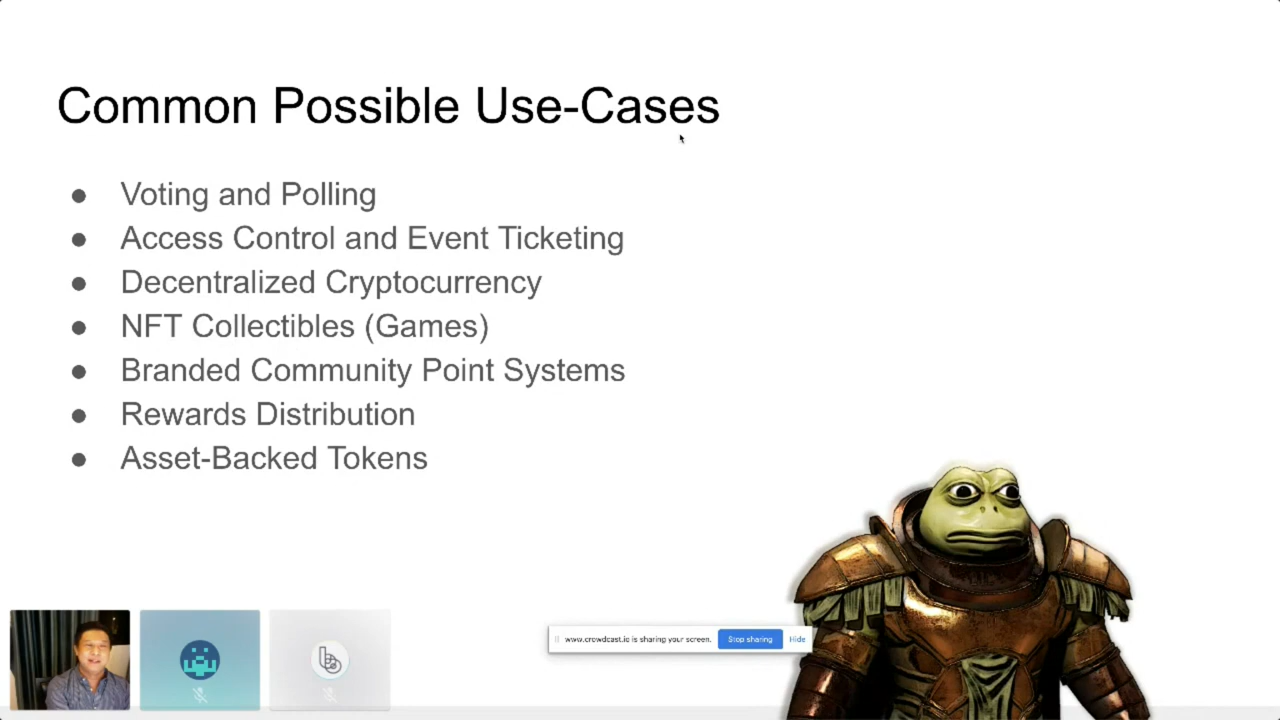 Common Possible Use-Cases
● Voting and Polling
● Access Control and Event Ticketing
● Decentralized Cryptocurrency
● NFT Collectibles (Games)
● Branded Community Point Systems
● Rewards Distribution
● Asset-Backed Tokens
www.crowdcast.io is sharing your screen. Stop sharing Hide